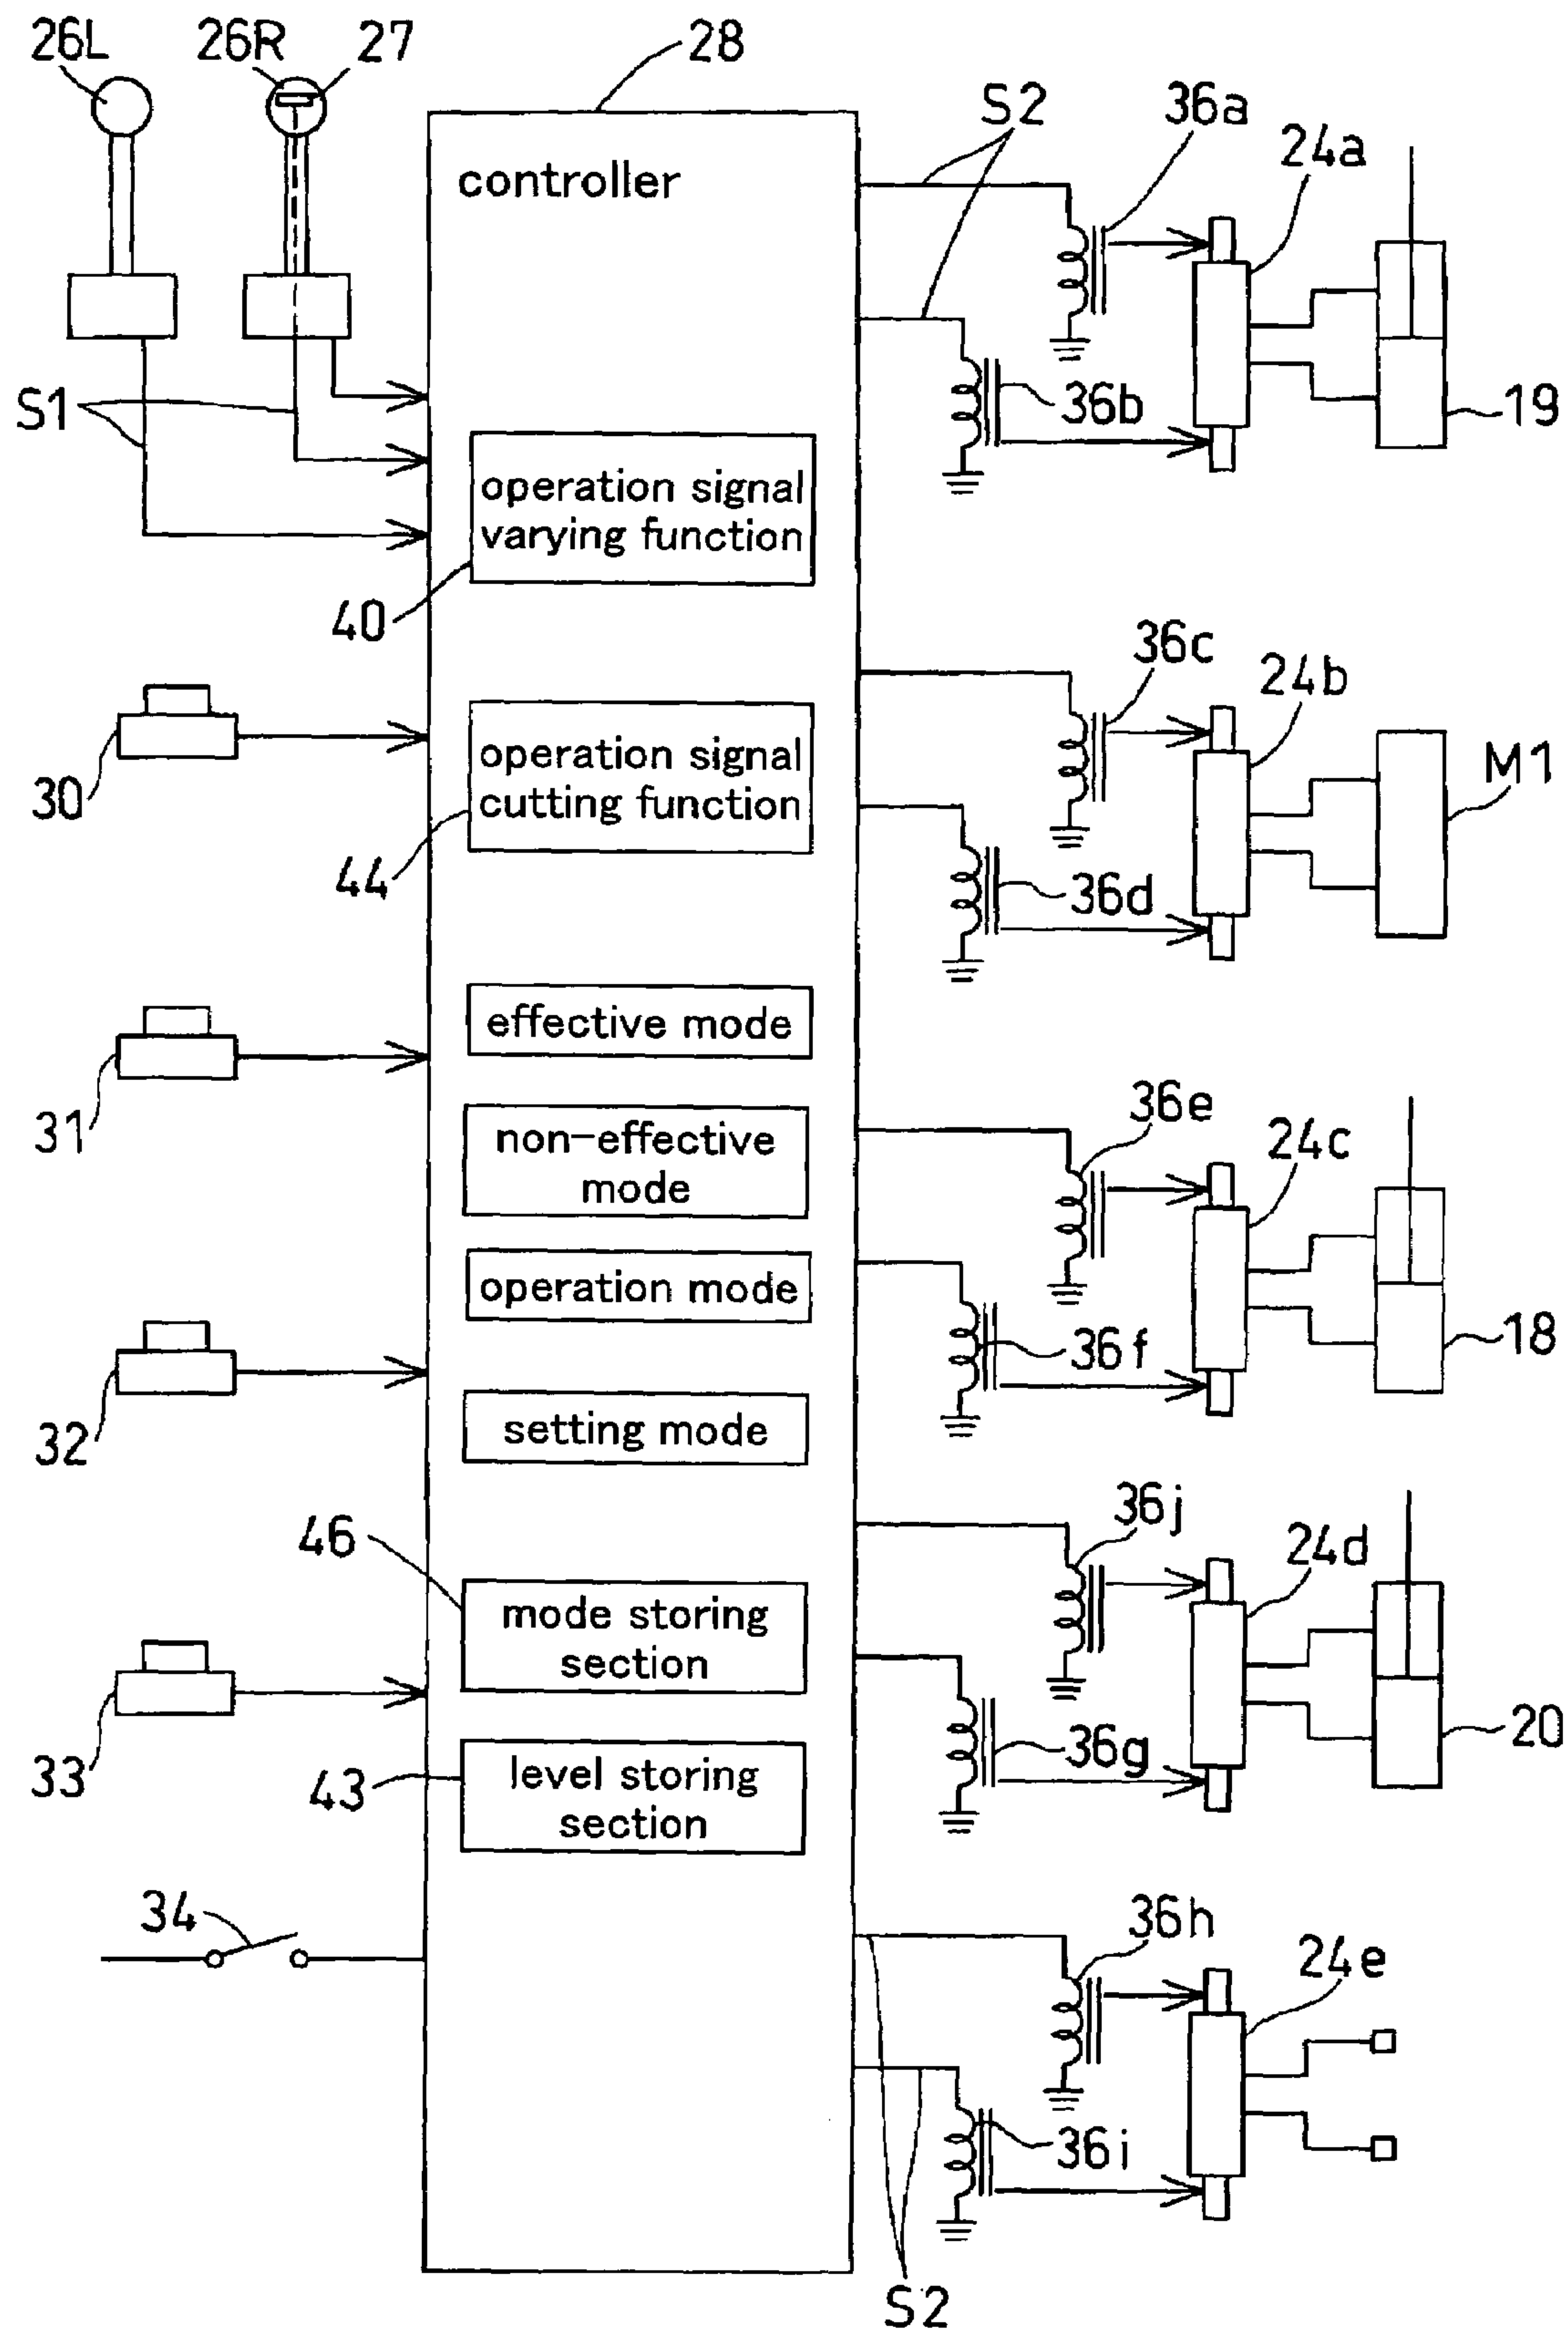 26L
26R
27
28
S2
36a
24a
controller
S1
36b
19
operation signal
varying function
40
36c
24b
30
operation signal
cutting function
M1
44
36d
effective mode
31
non-effective
mode
36e
24c
operation mode
32
36f
18
setting mode
46
36j
24d
mode storing
section
33
36g
20
43
level storing
section
34
36h
24e
36i
S2